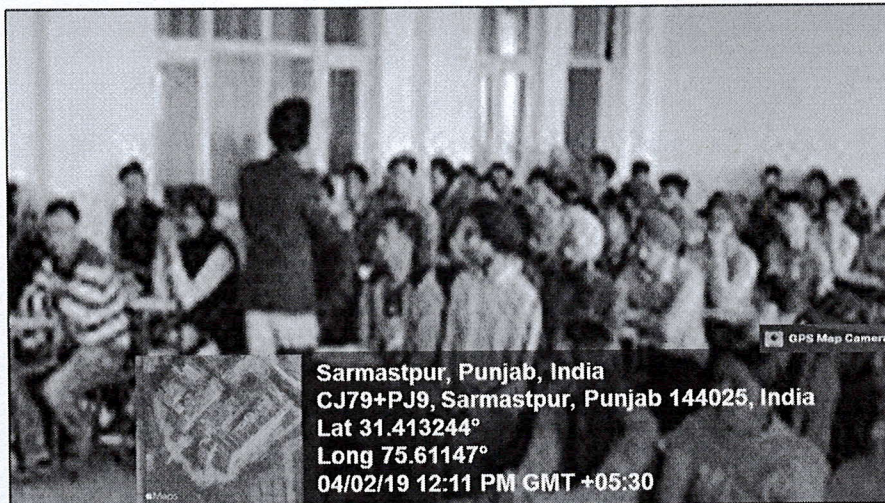 GPS Map Camera
Sarmastpur, Punjab, India
CJ79+PJ9, Sarmastpur, Punjab 144025, India
Lat 31.413244°
Long 75.61147°
04/02/19 12:11 PM GMT +05:30
Maps